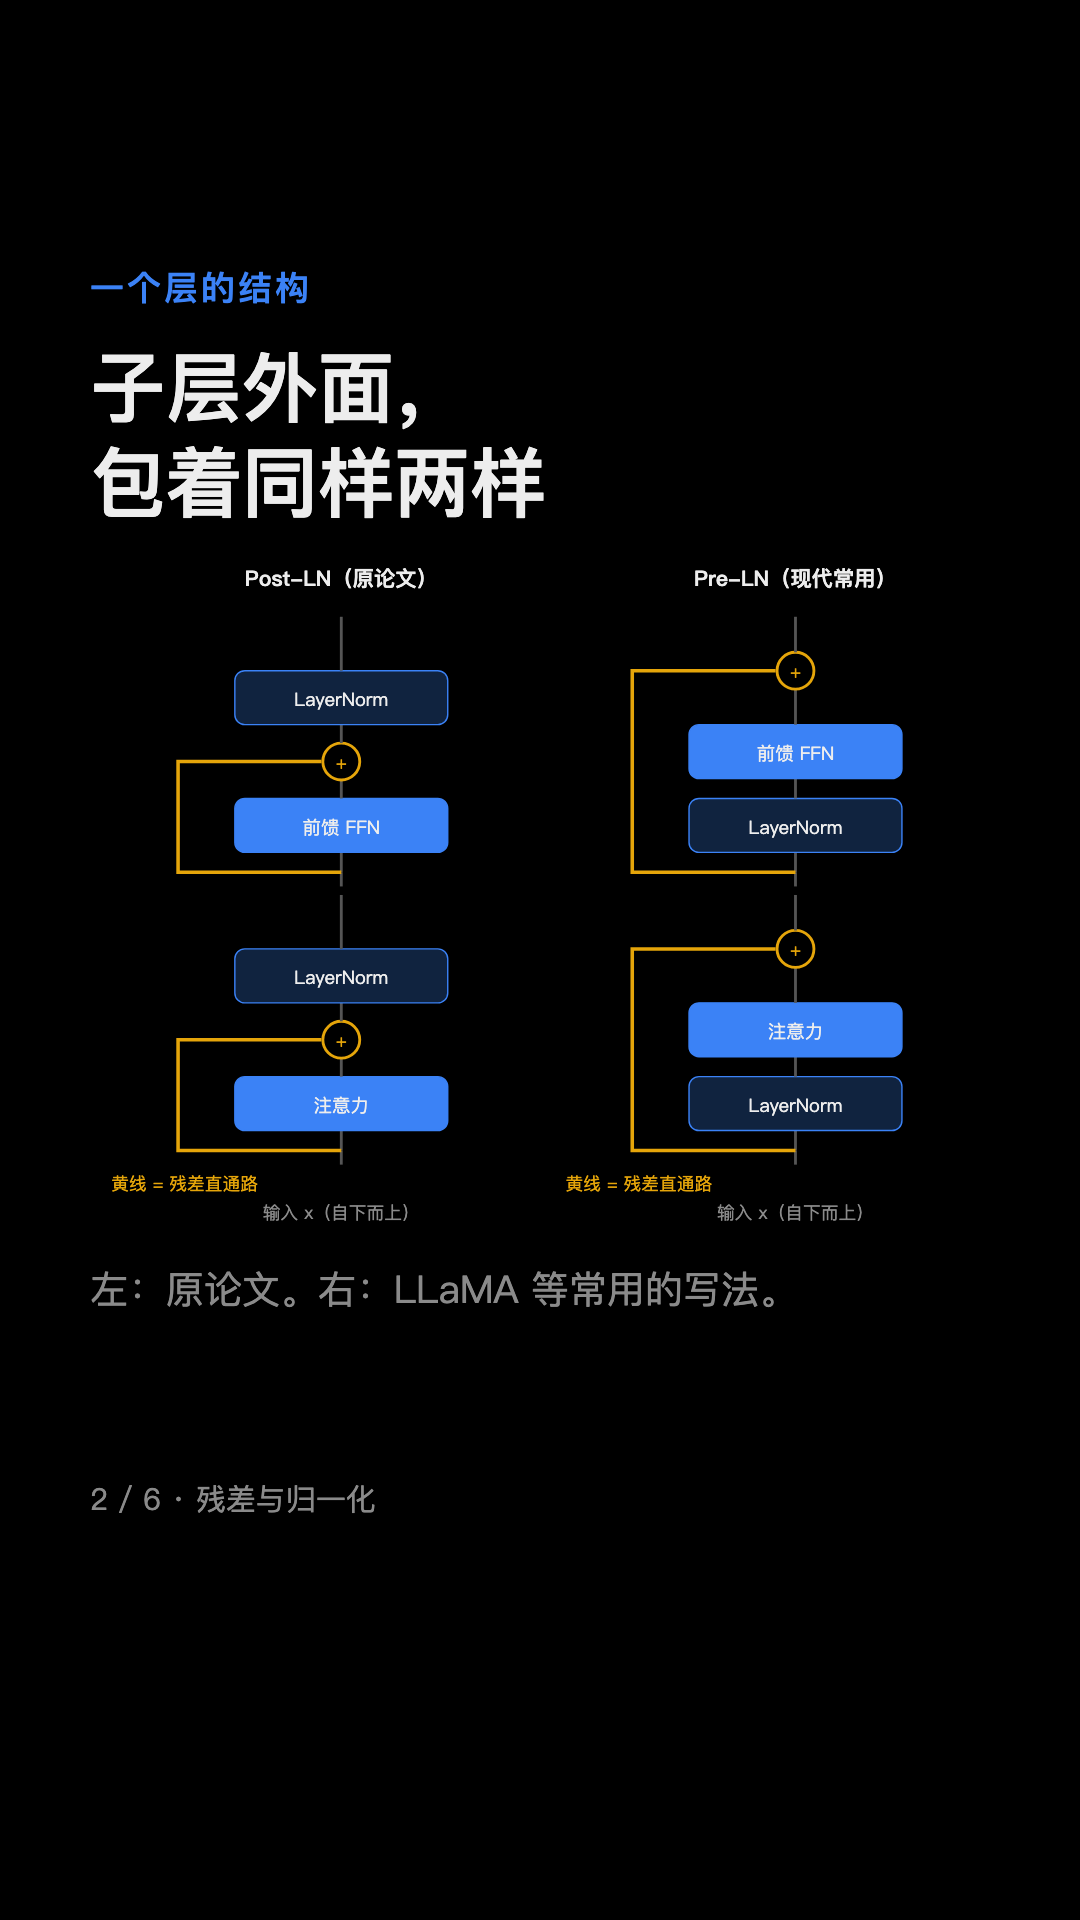 一个层的结构
子层外面，
包着同样两样
Post-LN（原论文）
LayerNorm
+
前馈 FFN
LayerNorm
+
注意力
黄线 = 残差直通路
输入 x（自下而上）
Pre-LN（现代常用）
+
前馈 FFN
LayerNorm
+
注意力
LayerNorm
黄线 = 残差直通路
输入 x（自下而上）
左：原论文。右：LLaMA 等常用的写法。
2 / 6 · 残差与归一化